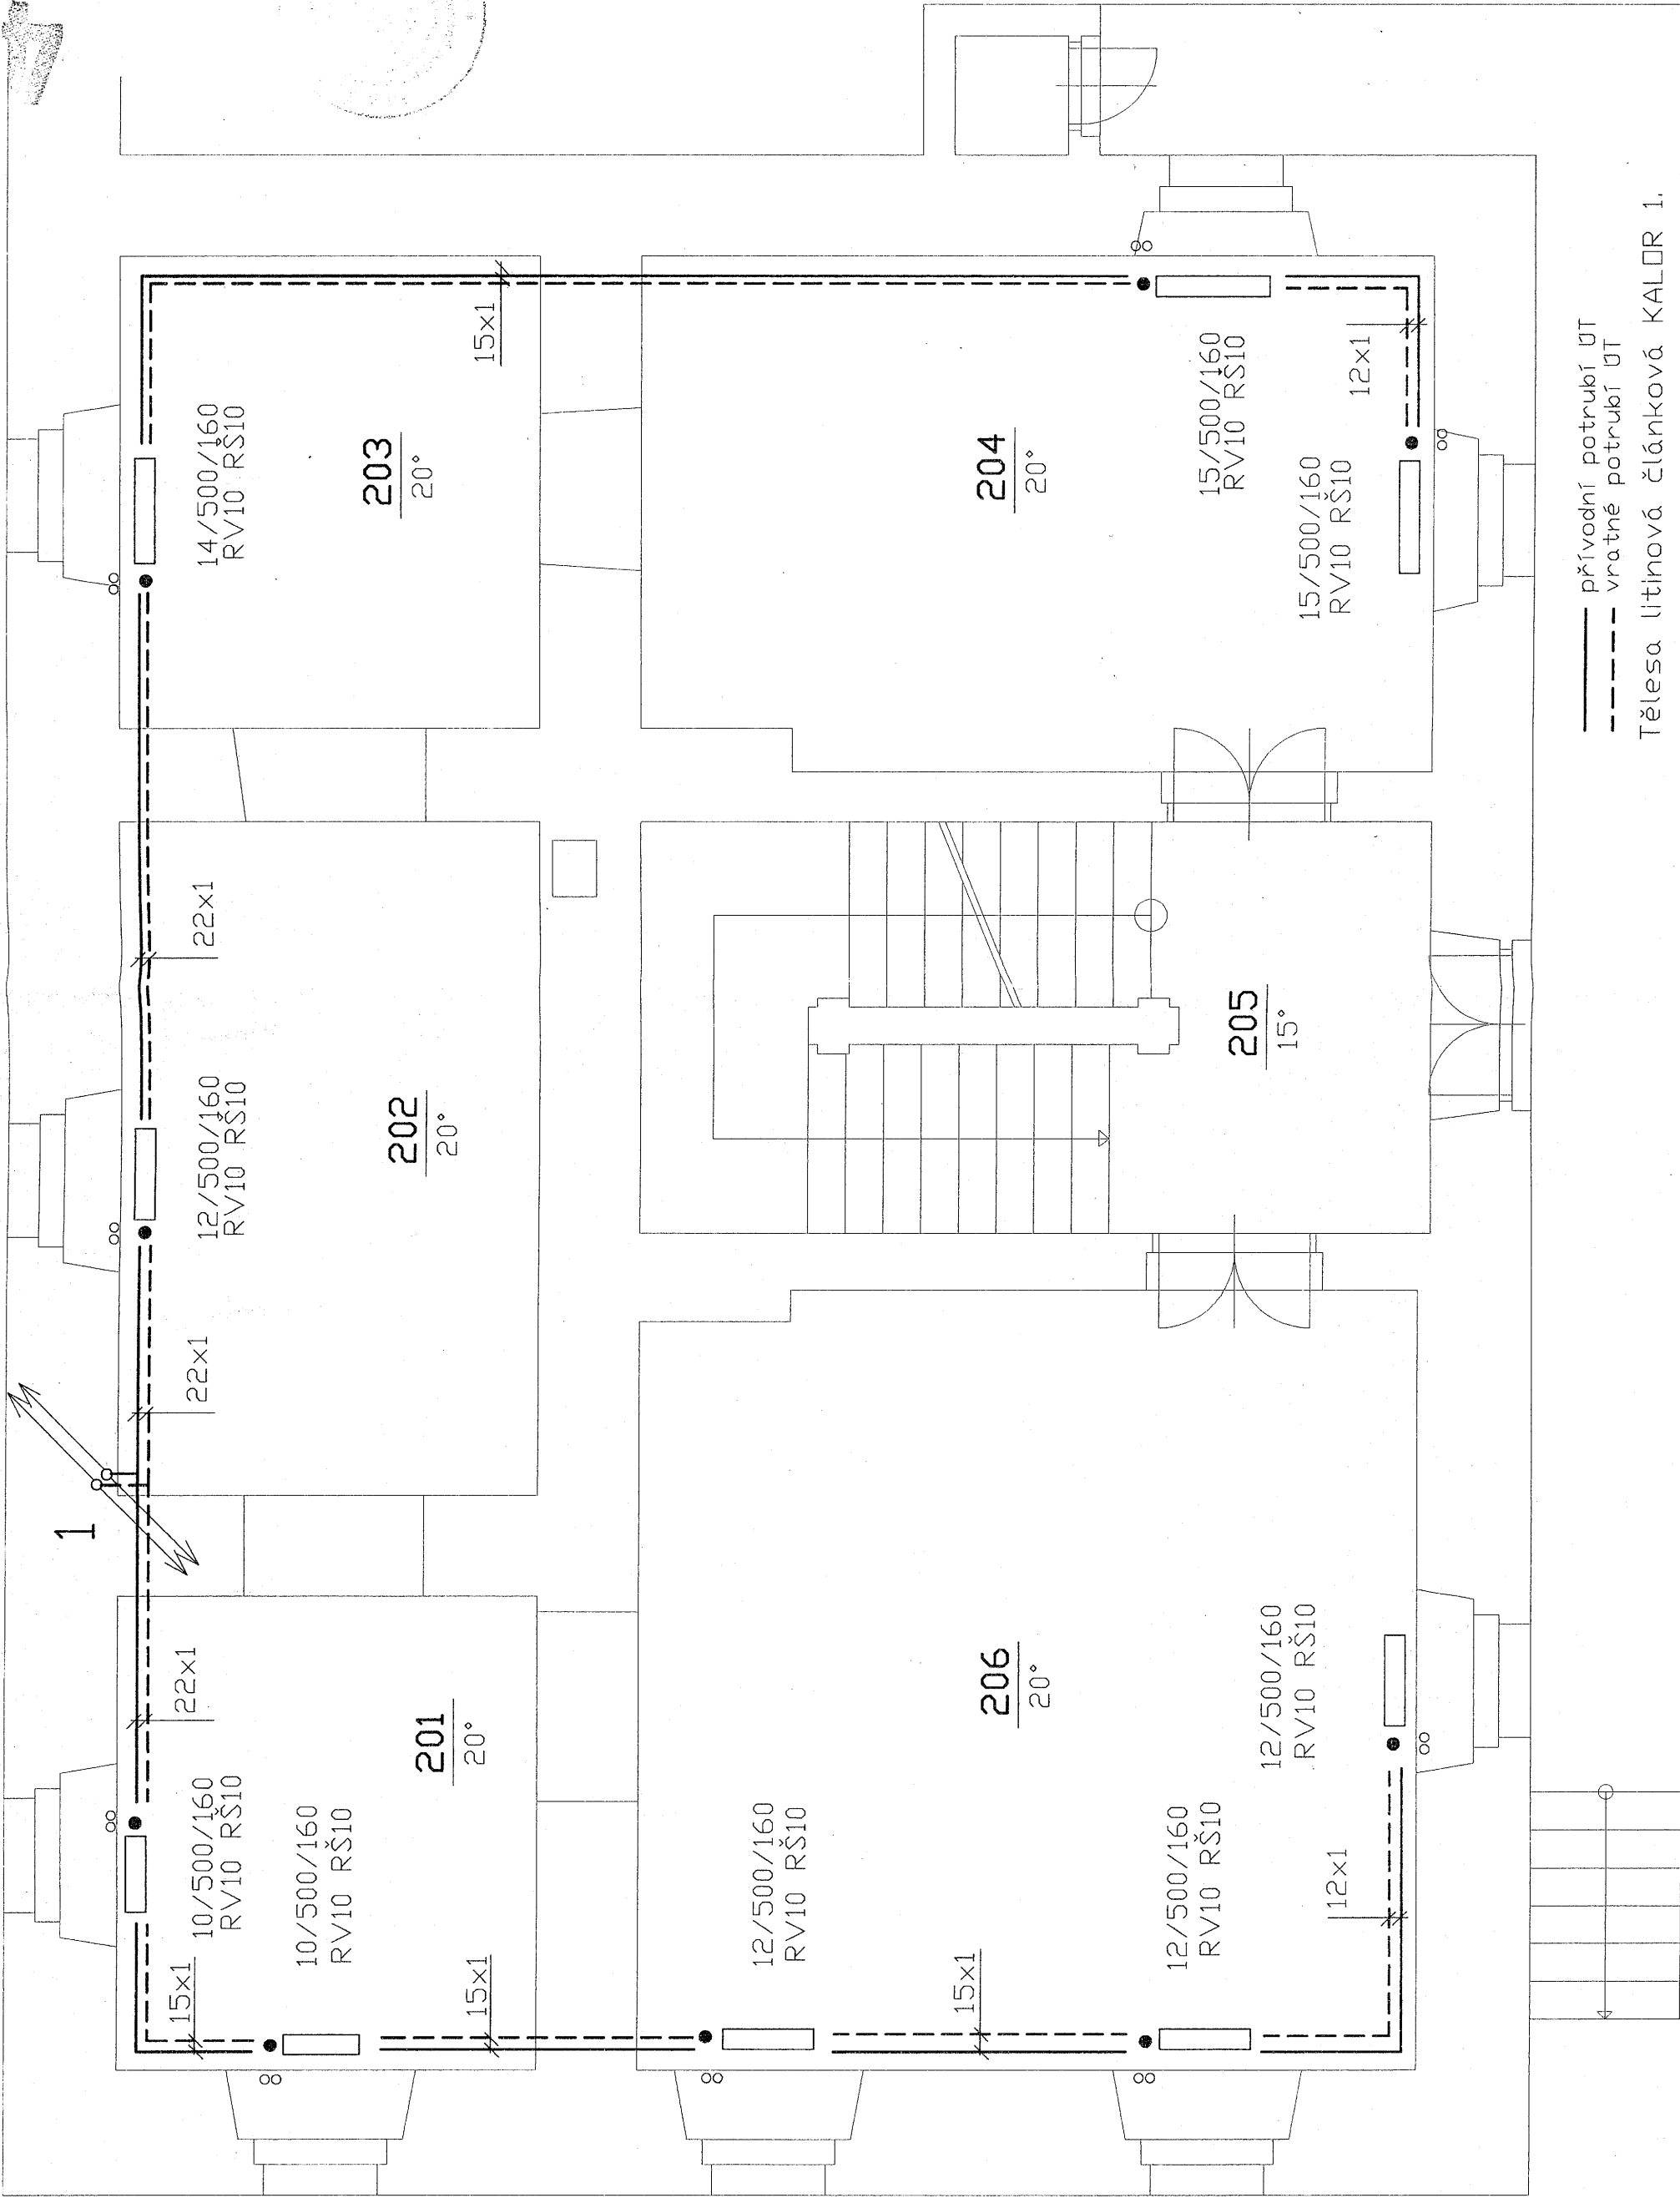 1
10/500/160
RV10 RŠ10
22x1
22x1
12/500/160
RV10 RŠ10
22x1
14/500/160
RV10 RŠ10
15x1
10/500/160
RV10 RŠ10
201
20°
202
20°
203
20°
15x1
15x1
12/500/160
RV10 RŠ10
206
20°
204
20°
15x1
12/500/160
RV10 RŠ10
12/500/160
RV10 RŠ10
205
15°
15/500/160
RV10 RŠ10
15/500/160
RV10 RŠ10
12x1
12x1
přívodní potrubí ÚT
vratné potrubí ÚT
Tělesa litinová článková KALOR 1.